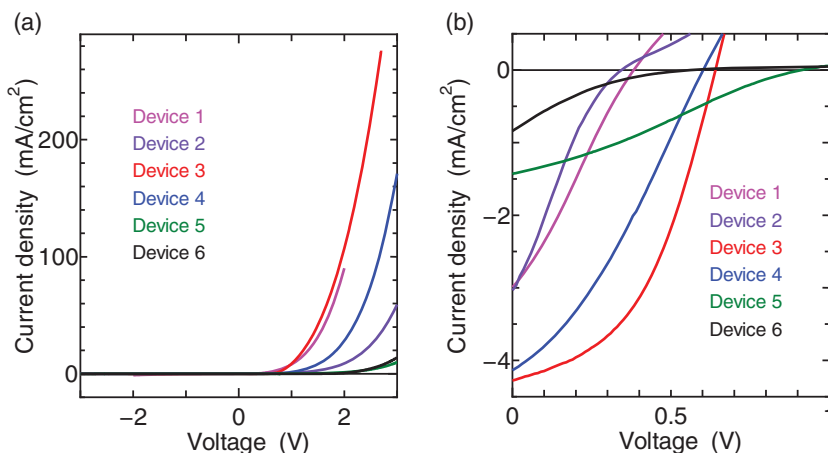 (a)
Current density (mA/cm²)
200
100
0
−2
0
2
Voltage (V)
Device 1
Device 2
Device 3
Device 4
Device 5
Device 6
(b)
Current density (mA/cm²)
0
−2
−4
0
0.5
Voltage (V)
Device 1
Device 2
Device 3
Device 4
Device 5
Device 6